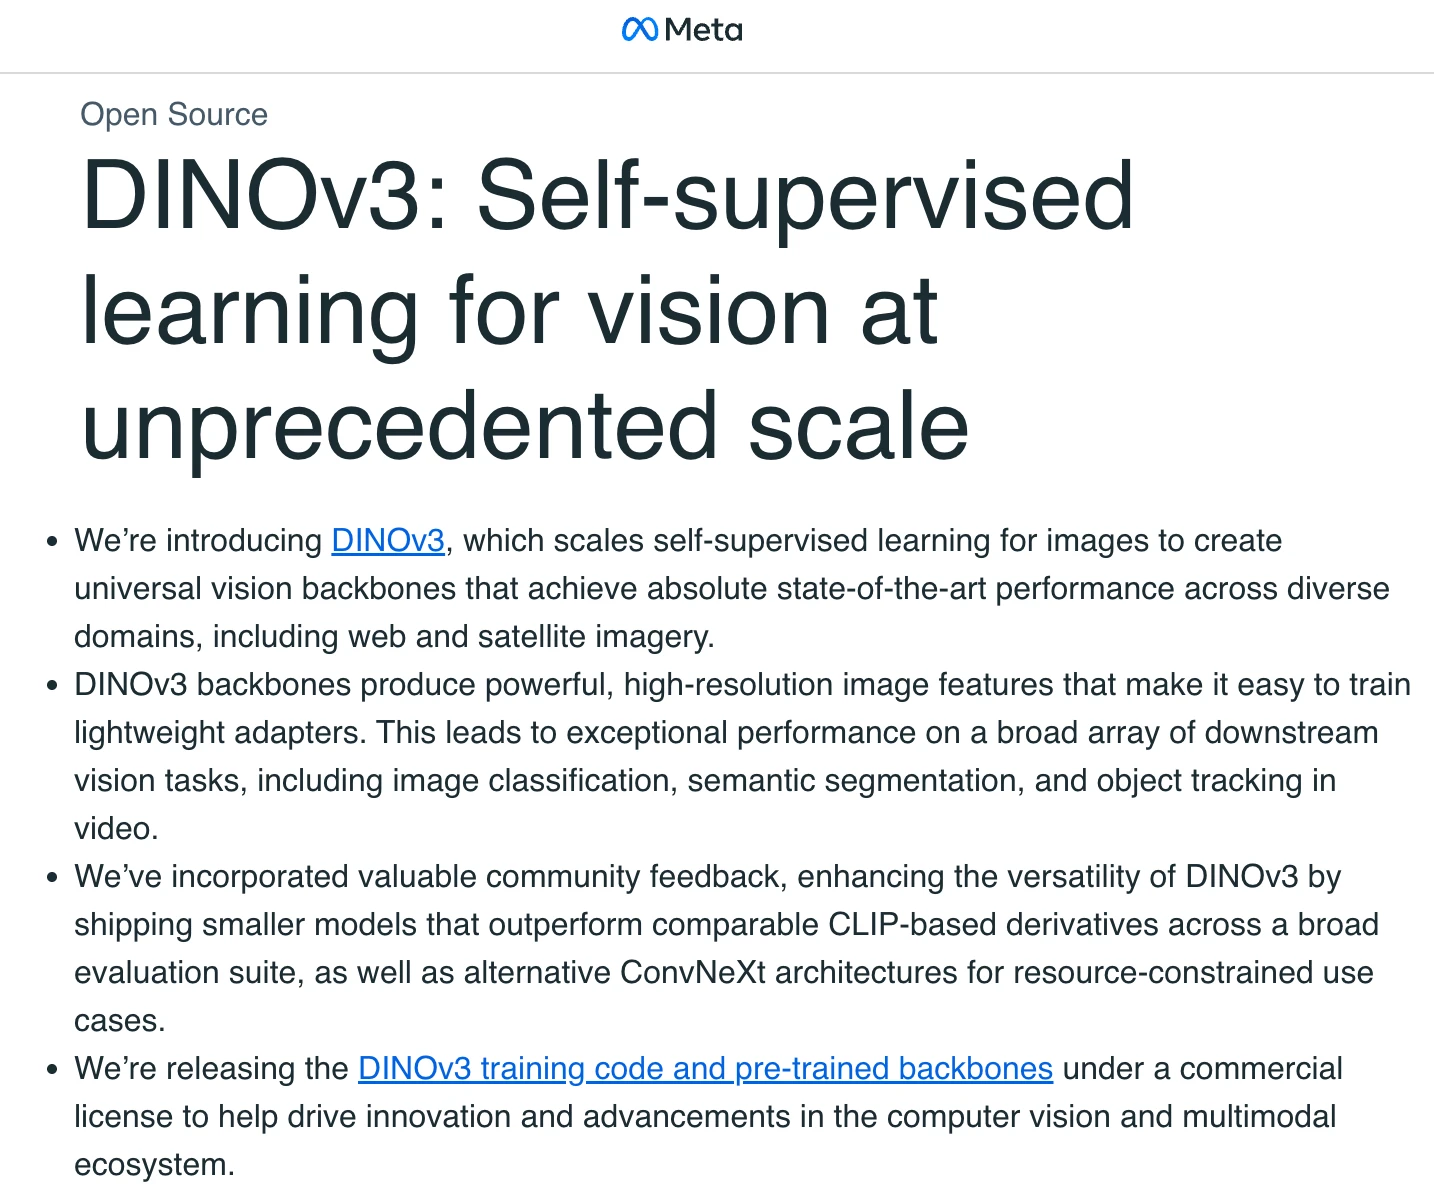 Meta
Open Source
DINOv3: Self-supervised
learning for vision at
unprecedented scale
• We’re introducing DINOv3, which scales self-supervised learning for images to create
universal vision backbones that achieve absolute state-of-the-art performance across diverse
domains, including web and satellite imagery.
• DINOv3 backbones produce powerful, high-resolution image features that make it easy to train
lightweight adapters. This leads to exceptional performance on a broad array of downstream
vision tasks, including image classification, semantic segmentation, and object tracking in
video.
• We’ve incorporated valuable community feedback, enhancing the versatility of DINOv3 by
shipping smaller models that outperform comparable CLIP-based derivatives across a broad
evaluation suite, as well as alternative ConvNeXt architectures for resource-constrained use
cases.
• We’re releasing the DINOv3 training code and pre-trained backbones under a commercial
license to help drive innovation and advancements in the computer vision and multimodal
ecosystem.